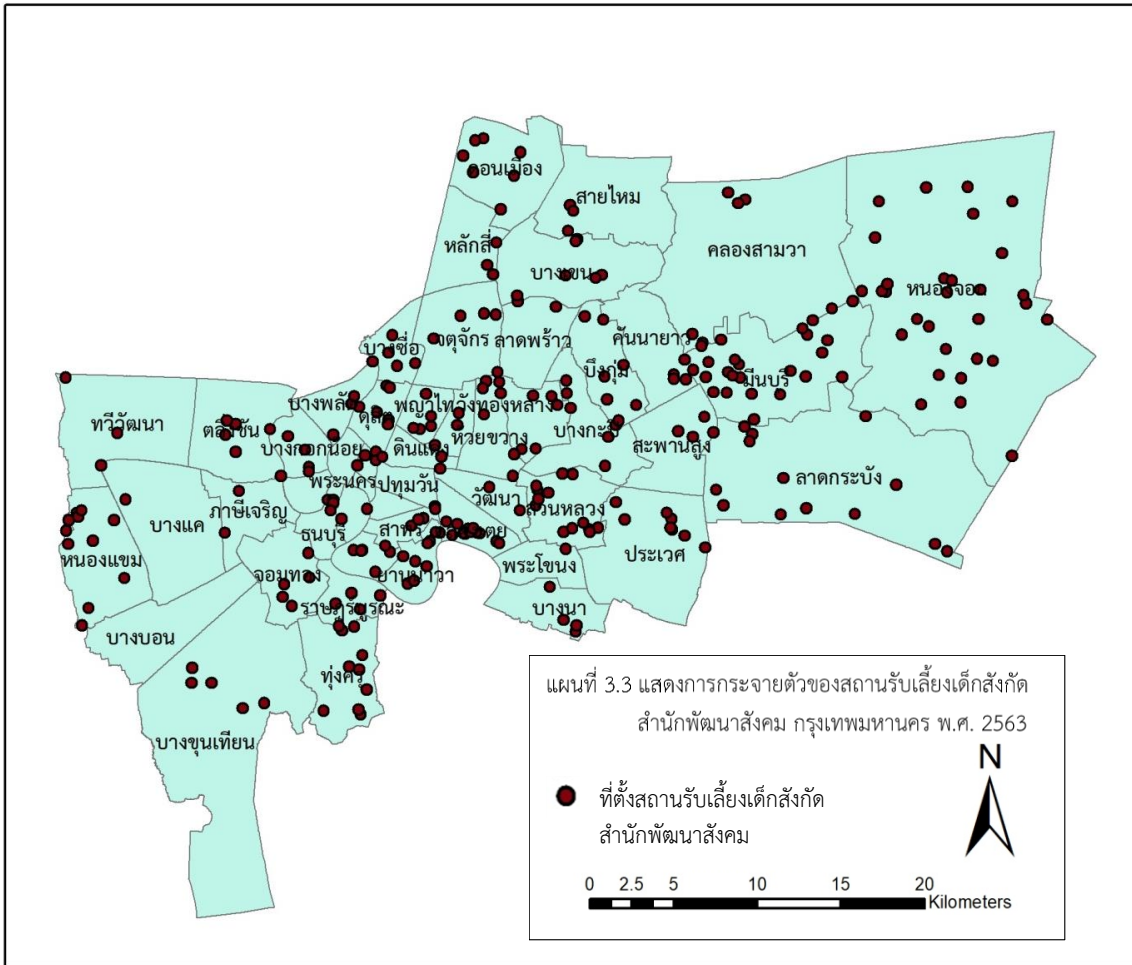 ดอนเมือง
สายไหม
หลักสี่
คลองสามวา
บางเขน
หนองจอก
จตุจักร
ลาดพร้าว
คันนายาว
บางซื่อ
บึงกุ่ม
มีนบุรี
บางพลัด
ดุสิต
พญาไท
วังทองหลาง
ทวีวัฒนา
ตลิ่งชัน
บางกอกน้อย
ดินแดง
ห้วยขวาง
บางกะปิ
สะพานสูง
พระนคร
ปทุมวัน
วัฒนา
ลาดกระบัง
ภาษีเจริญ
บางแค
สวนหลวง
ธนบุรี
สาทร
คลองเตย
ประเวศ
หนองแขม
จอมทอง
ยานนาวา
พระโขนง
ราษฎร์บูรณะ
บางนา
บางบอน
ทุ่งครุ
บางขุนเทียน
แผนที่ 3.3 แสดงการกระจายตัวของสถานรับเลี้ยงเด็กสังกัด
สำนักพัฒนาสังคม กรุงเทพมหานคร พ.ศ. 2563
N
ที่ตั้งสถานรับเลี้ยงเด็กสังกัด
สำนักพัฒนาสังคม
0 2.5 5 10 15 20
Kilometers